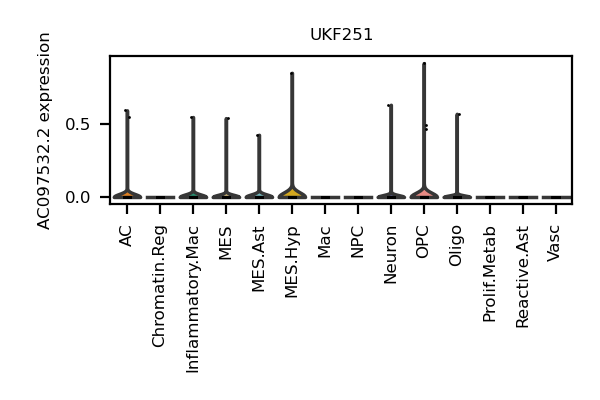 UKF251
AC097532.2 expression
0.5
0.0
AC
Chromatin.Reg
Inflammatory.Mac
MES
MES.Ast
MES.Hyp
Mac
NPC
Neuron
OPC
Oligo
Prolif.Metab
Reactive.Ast
Vasc